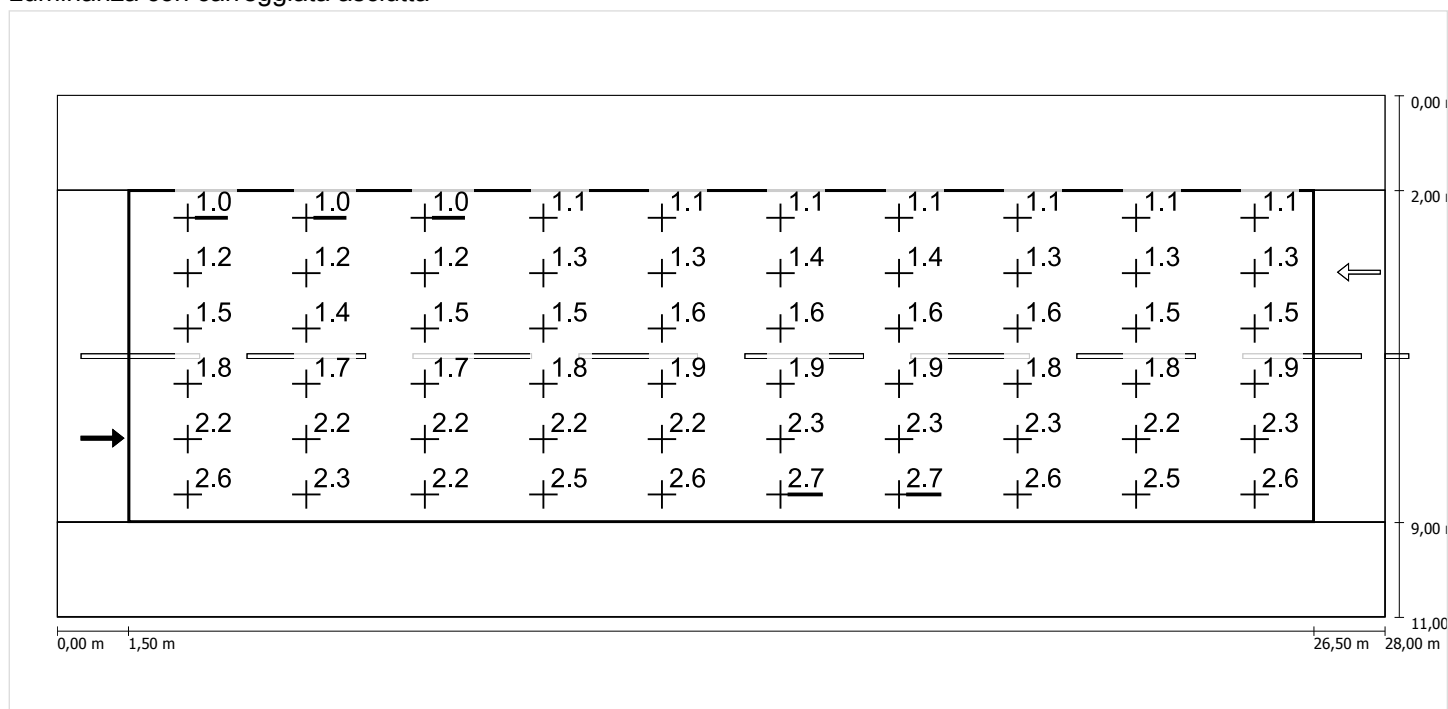 Luminanza con carreggiata asciutta
0,00
1.0 1.0 1.0 1.1 1.1 1.1 1.1 1.1 1.1 1.1
2,00
1.2 1.2 1.2 1.3 1.3 1.4 1.4 1.3 1.3 1.3
1.5 1.4 1.5 1.5 1.6 1.6 1.6 1.6 1.5 1.5
1.8 1.7 1.7 1.8 1.9 1.9 1.9 1.8 1.8 1.9
2.2 2.2 2.2 2.2 2.2 2.3 2.3 2.3 2.2 2.3
2.6 2.3 2.2 2.5 2.6 2.7 2.7 2.6 2.5 2.6
9,00
11,00
0,00 m 1,50 m 26,50 m 28,00 m